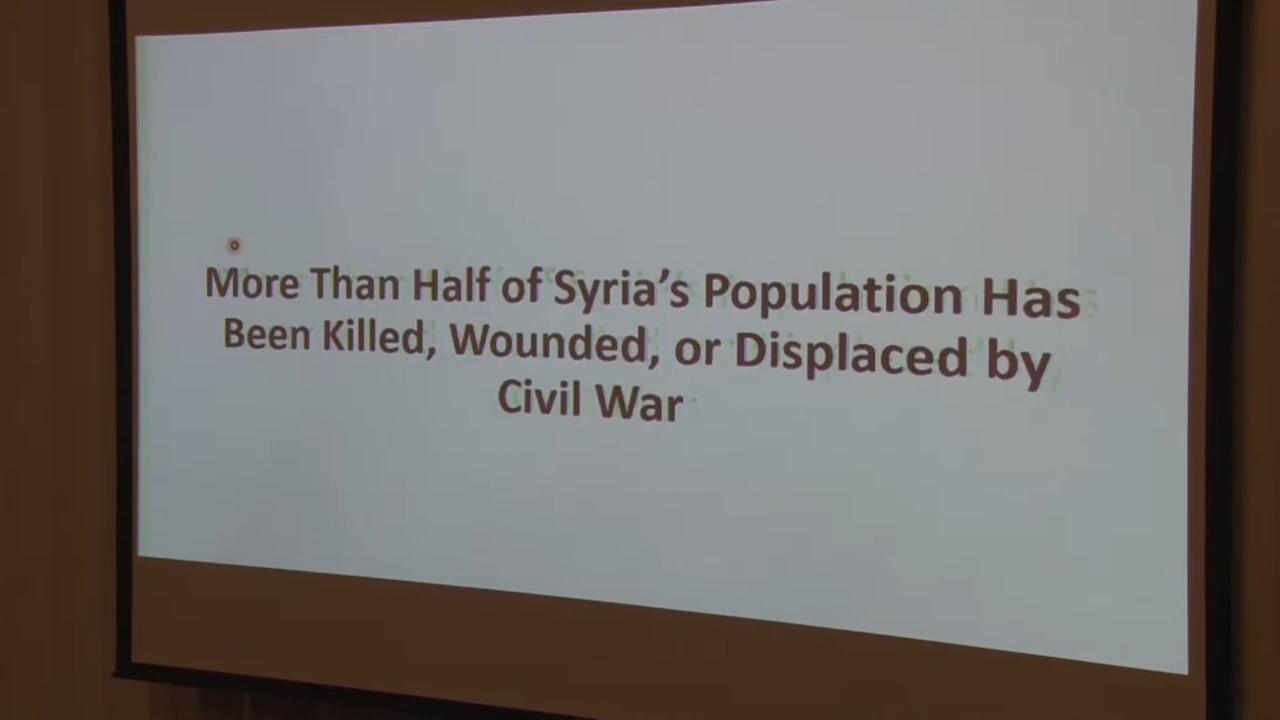 More Than Half of Syria's Population Has
Been Killed, Wounded, or Displaced by
Civil War